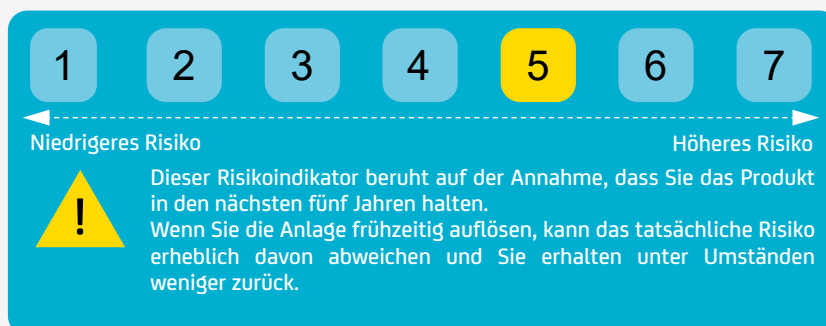 1 2 3 4 5 6 7
Niedrigeres Risiko Höheres Risiko
!
Dieser Risikoindikator beruht auf der Annahme, dass Sie das Produkt
in den nächsten fünf Jahren halten.
Wenn Sie die Anlage frühzeitig auflösen, kann das tatsächliche Risiko
erheblich davon abweichen und Sie erhalten unter Umständen
weniger zurück.